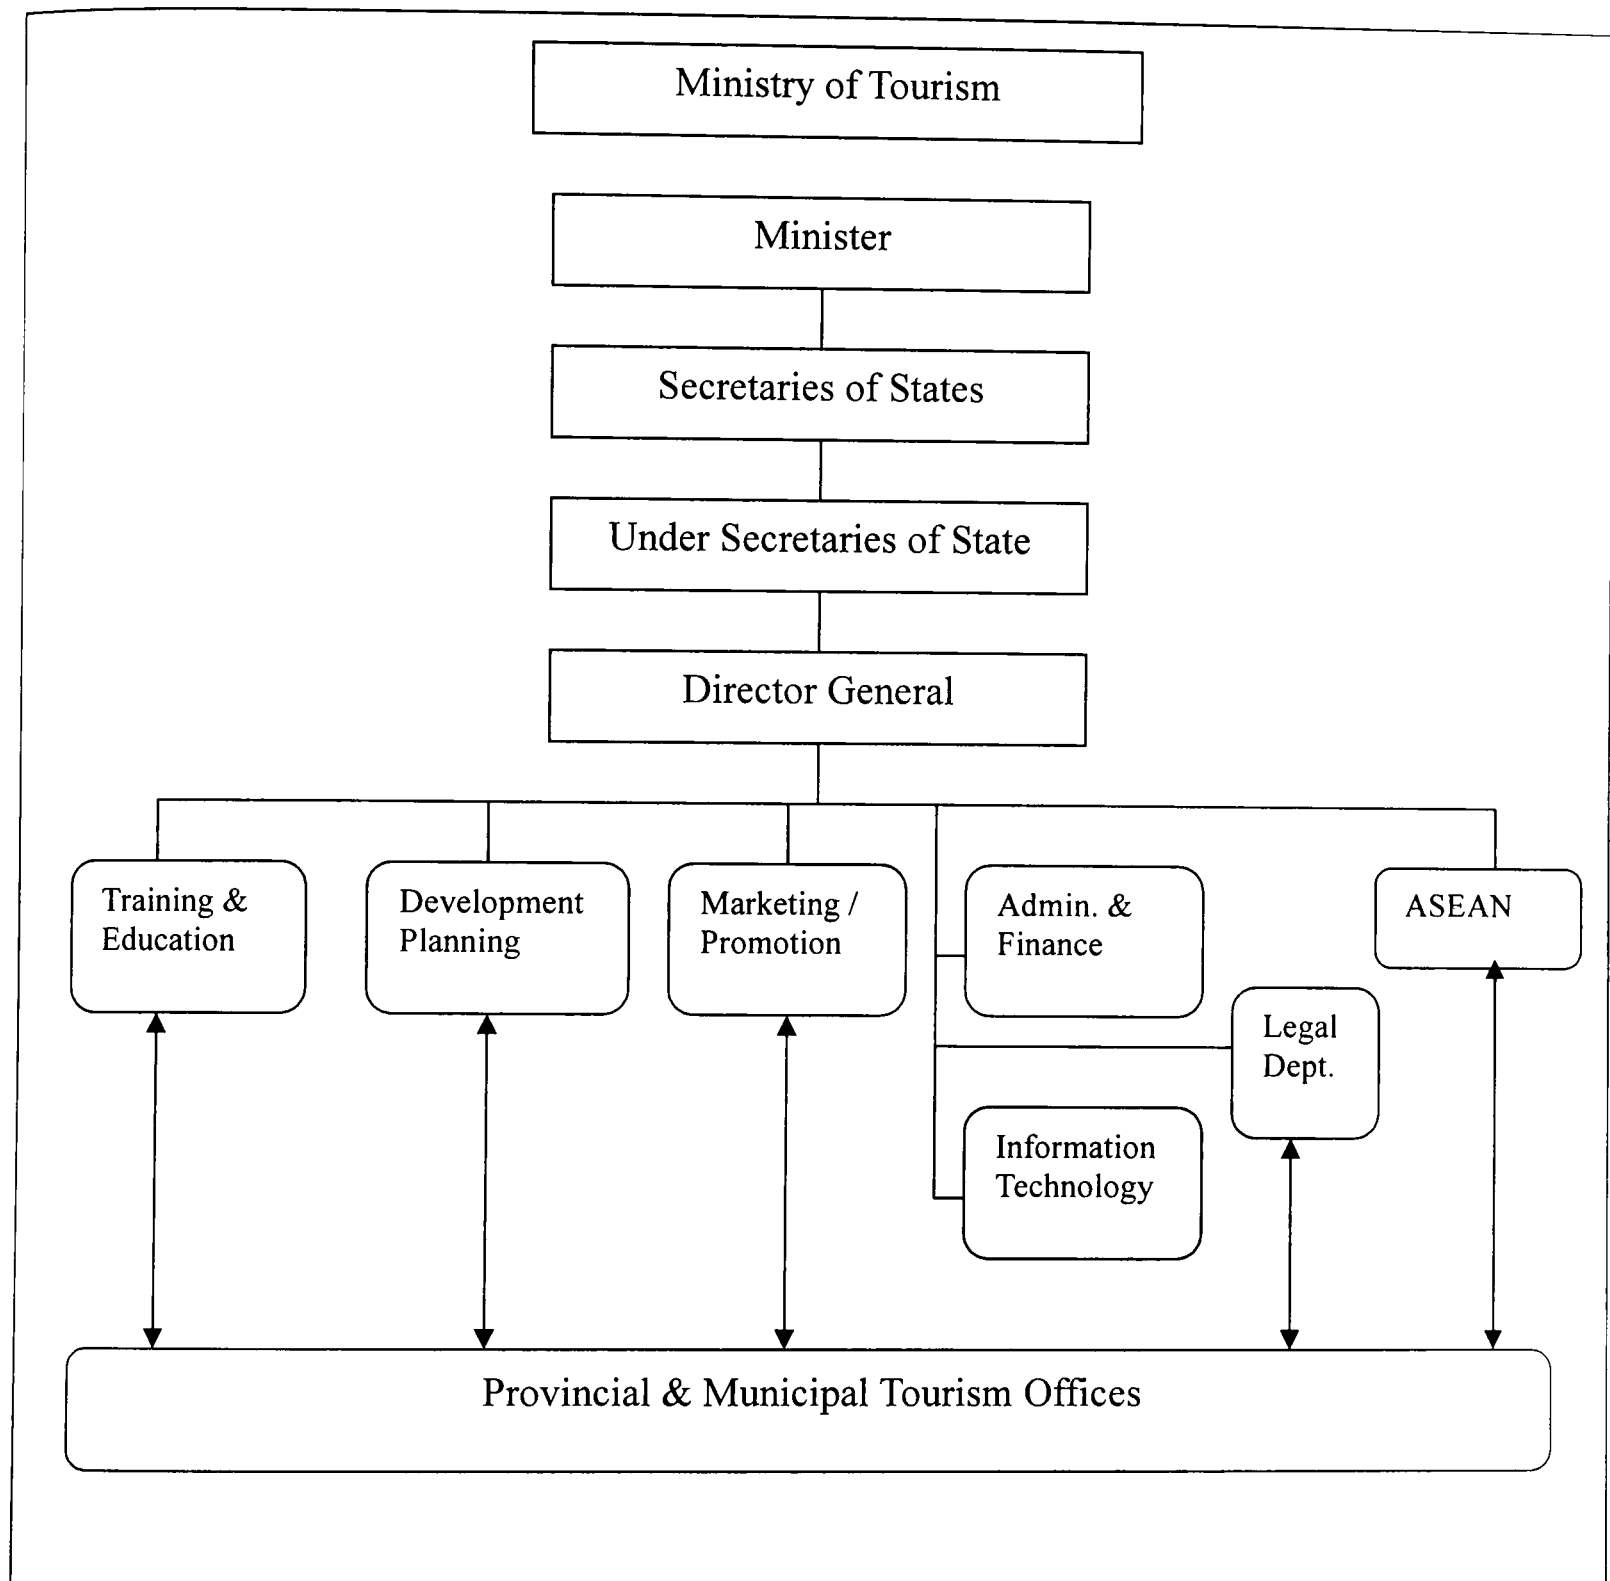 Ministry of Tourism
Minister
Secretaries of States
Under Secretaries of State
Director General
Training &
Education
Development
Planning
Marketing /
Promotion
Admin. &
Finance
ASEAN
Legal
Dept.
Information
Technology
Provincial & Municipal Tourism Offices